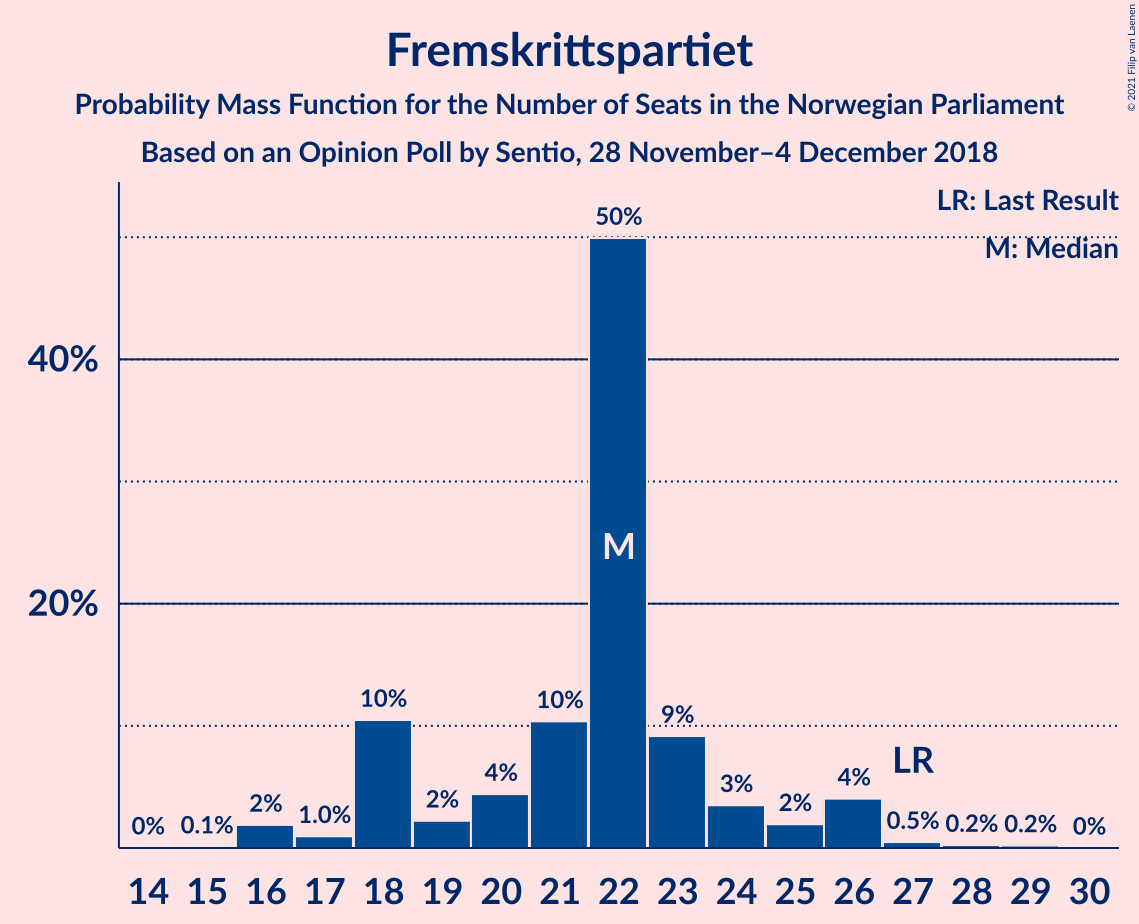 Fremskrittspartiet
Probability Mass Function for the Number of Seats in the Norwegian Parliament
Based on an Opinion Poll by Sentio, 28 November–4 December 2018
© 2021 Filip van Laenen
LR: Last Result
M: Median
50%
40%
20%
M
10%
10%
9%
LR
4%
4%
3%
2%
2%
2%
1.0%
0.5%
0.2%
0.2%
0.1%
0%
0%
14 15 16 17 18 19 20 21 22 23 24 25 26 27 28 29 30